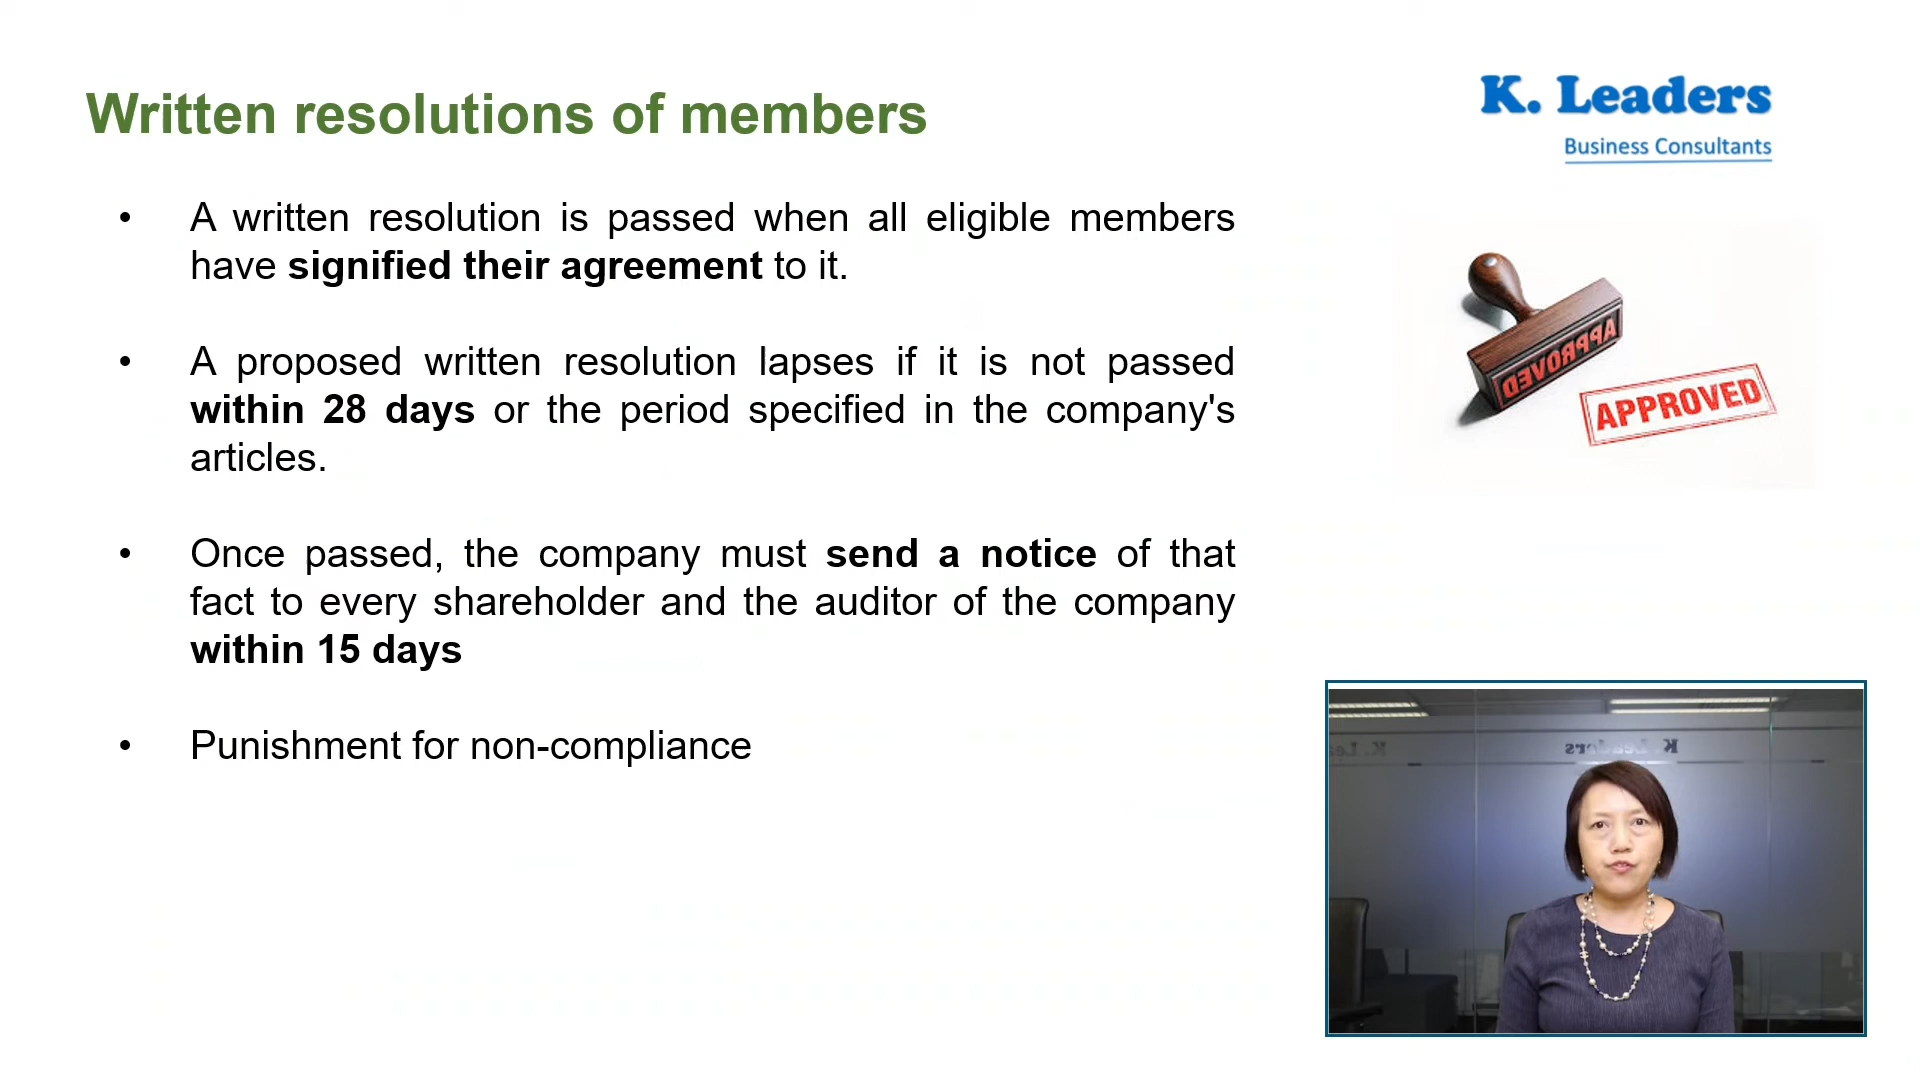 Written resolutions of members
K. Leaders
Business Consultants
• A written resolution is passed when all eligible members
have signified their agreement to it.
• A proposed written resolution lapses if it is not passed
within 28 days or the period specified in the company's
articles.
APPROVED
APPROVED
• Once passed, the company must send a notice of that
fact to every shareholder and the auditor of the company
within 15 days
• Punishment for non-compliance
K. Lea
K. Leaders